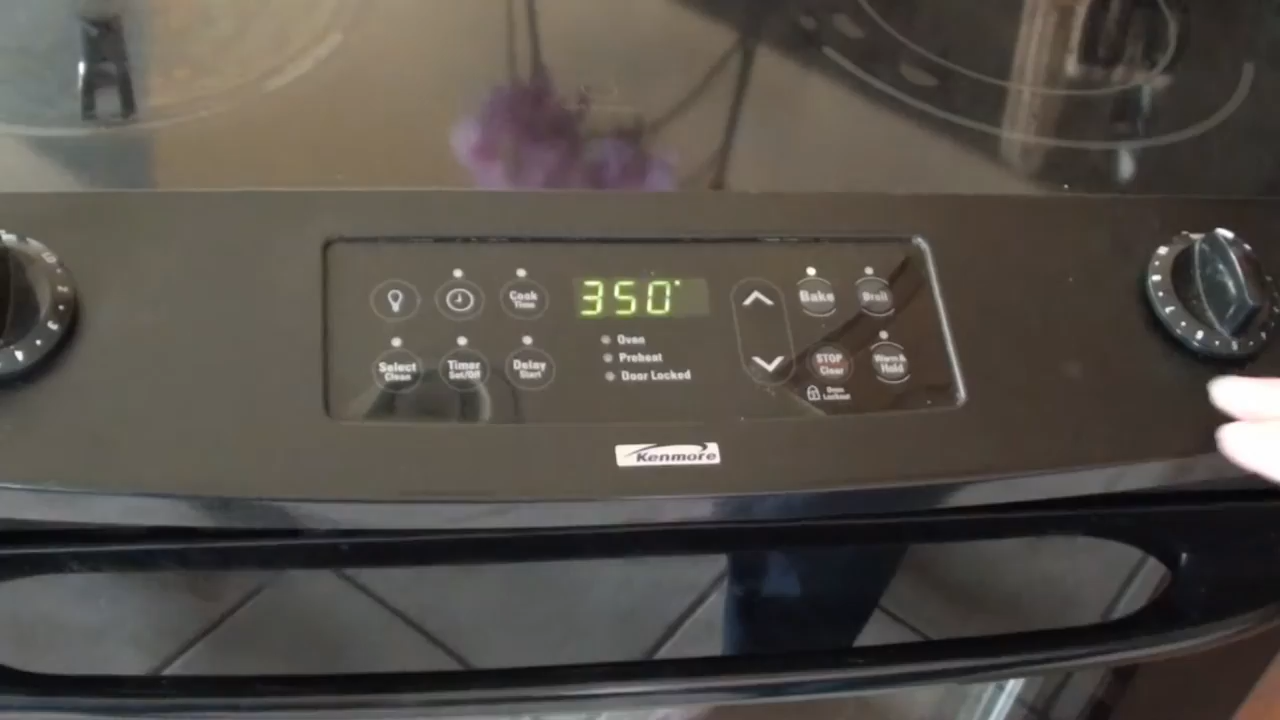 Cook
Time
350°
Bake
Broil
Select
Clean
Timer
Set/Off
Delay
Start
Oven
Preheat
Door Locked
STOP
Clear
Warm &
Hold
Oven
Lockout
Kenmore